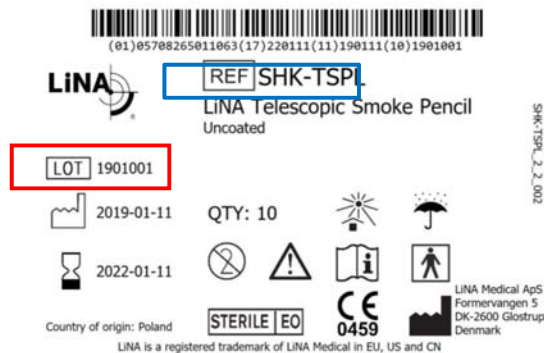 (01)05708265011063(17)220111(11)190111(10)1901001
LiNA
REF SHK-TSPL
LiNA Telescopic Smoke Pencil
Uncoated
SHK-TSPL_2_2_002
LOT 1901001
2019-01-11
QTY: 10
2022-01-11
2
i
Country of origin: Poland
STERILE EO
CE
0459
LiNA Medical ApS
Formervangen 5
DK-2600 Glostrup
Denmark
LiNA is a registered trademark of LiNA Medical in EU, US and CN